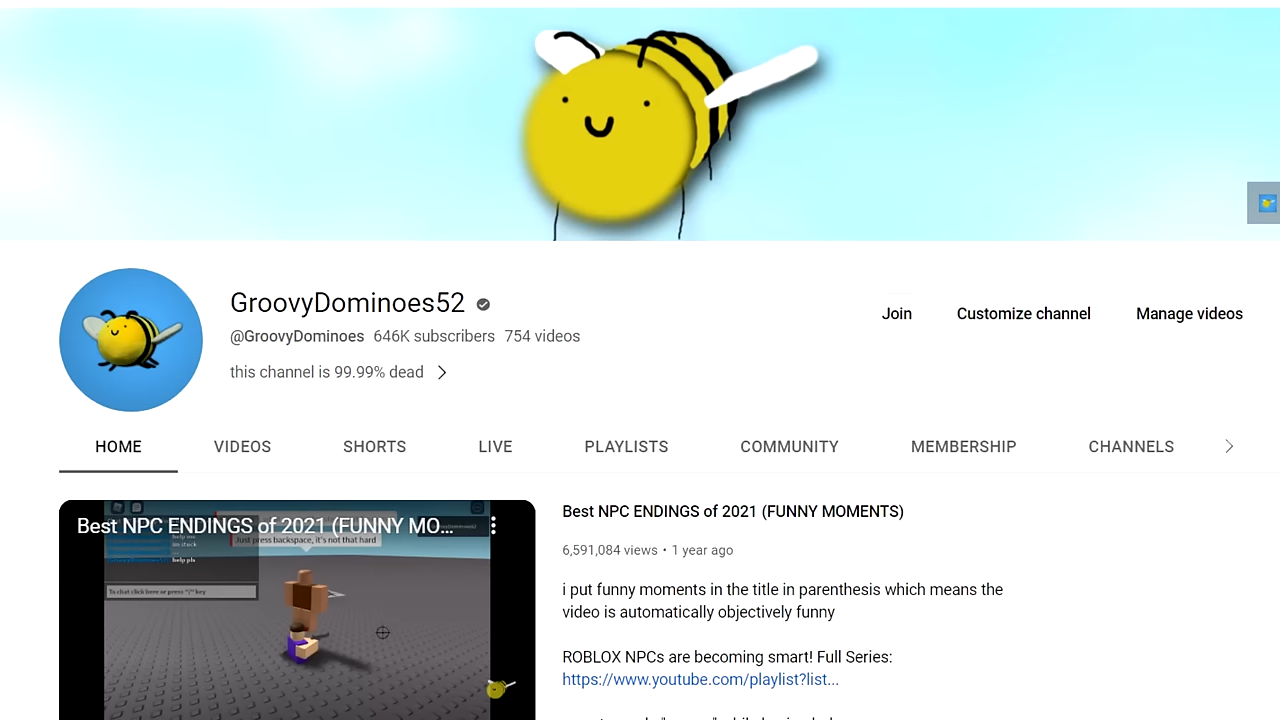 GroovyDominoes52
@GroovyDominoes 646K subscribers 754 videos
this channel is 99.99% dead
Join
Customize channel
Manage videos
HOME
VIDEOS
SHORTS
LIVE
PLAYLISTS
COMMUNITY
MEMBERSHIP
CHANNELS
Best NPC ENDINGS of 2021 (FUNNY MO...
Just press backspace, it's not that hard
help me
im stuck
help pls
To chat click here or press "/" key
Best NPC ENDINGS of 2021 (FUNNY MOMENTS)
6,591,084 views • 1 year ago
i put funny moments in the title in parenthesis which means the
video is automatically objectively funny
ROBLOX NPCs are becoming smart! Full Series:
https://www.youtube.com/playlist?list...